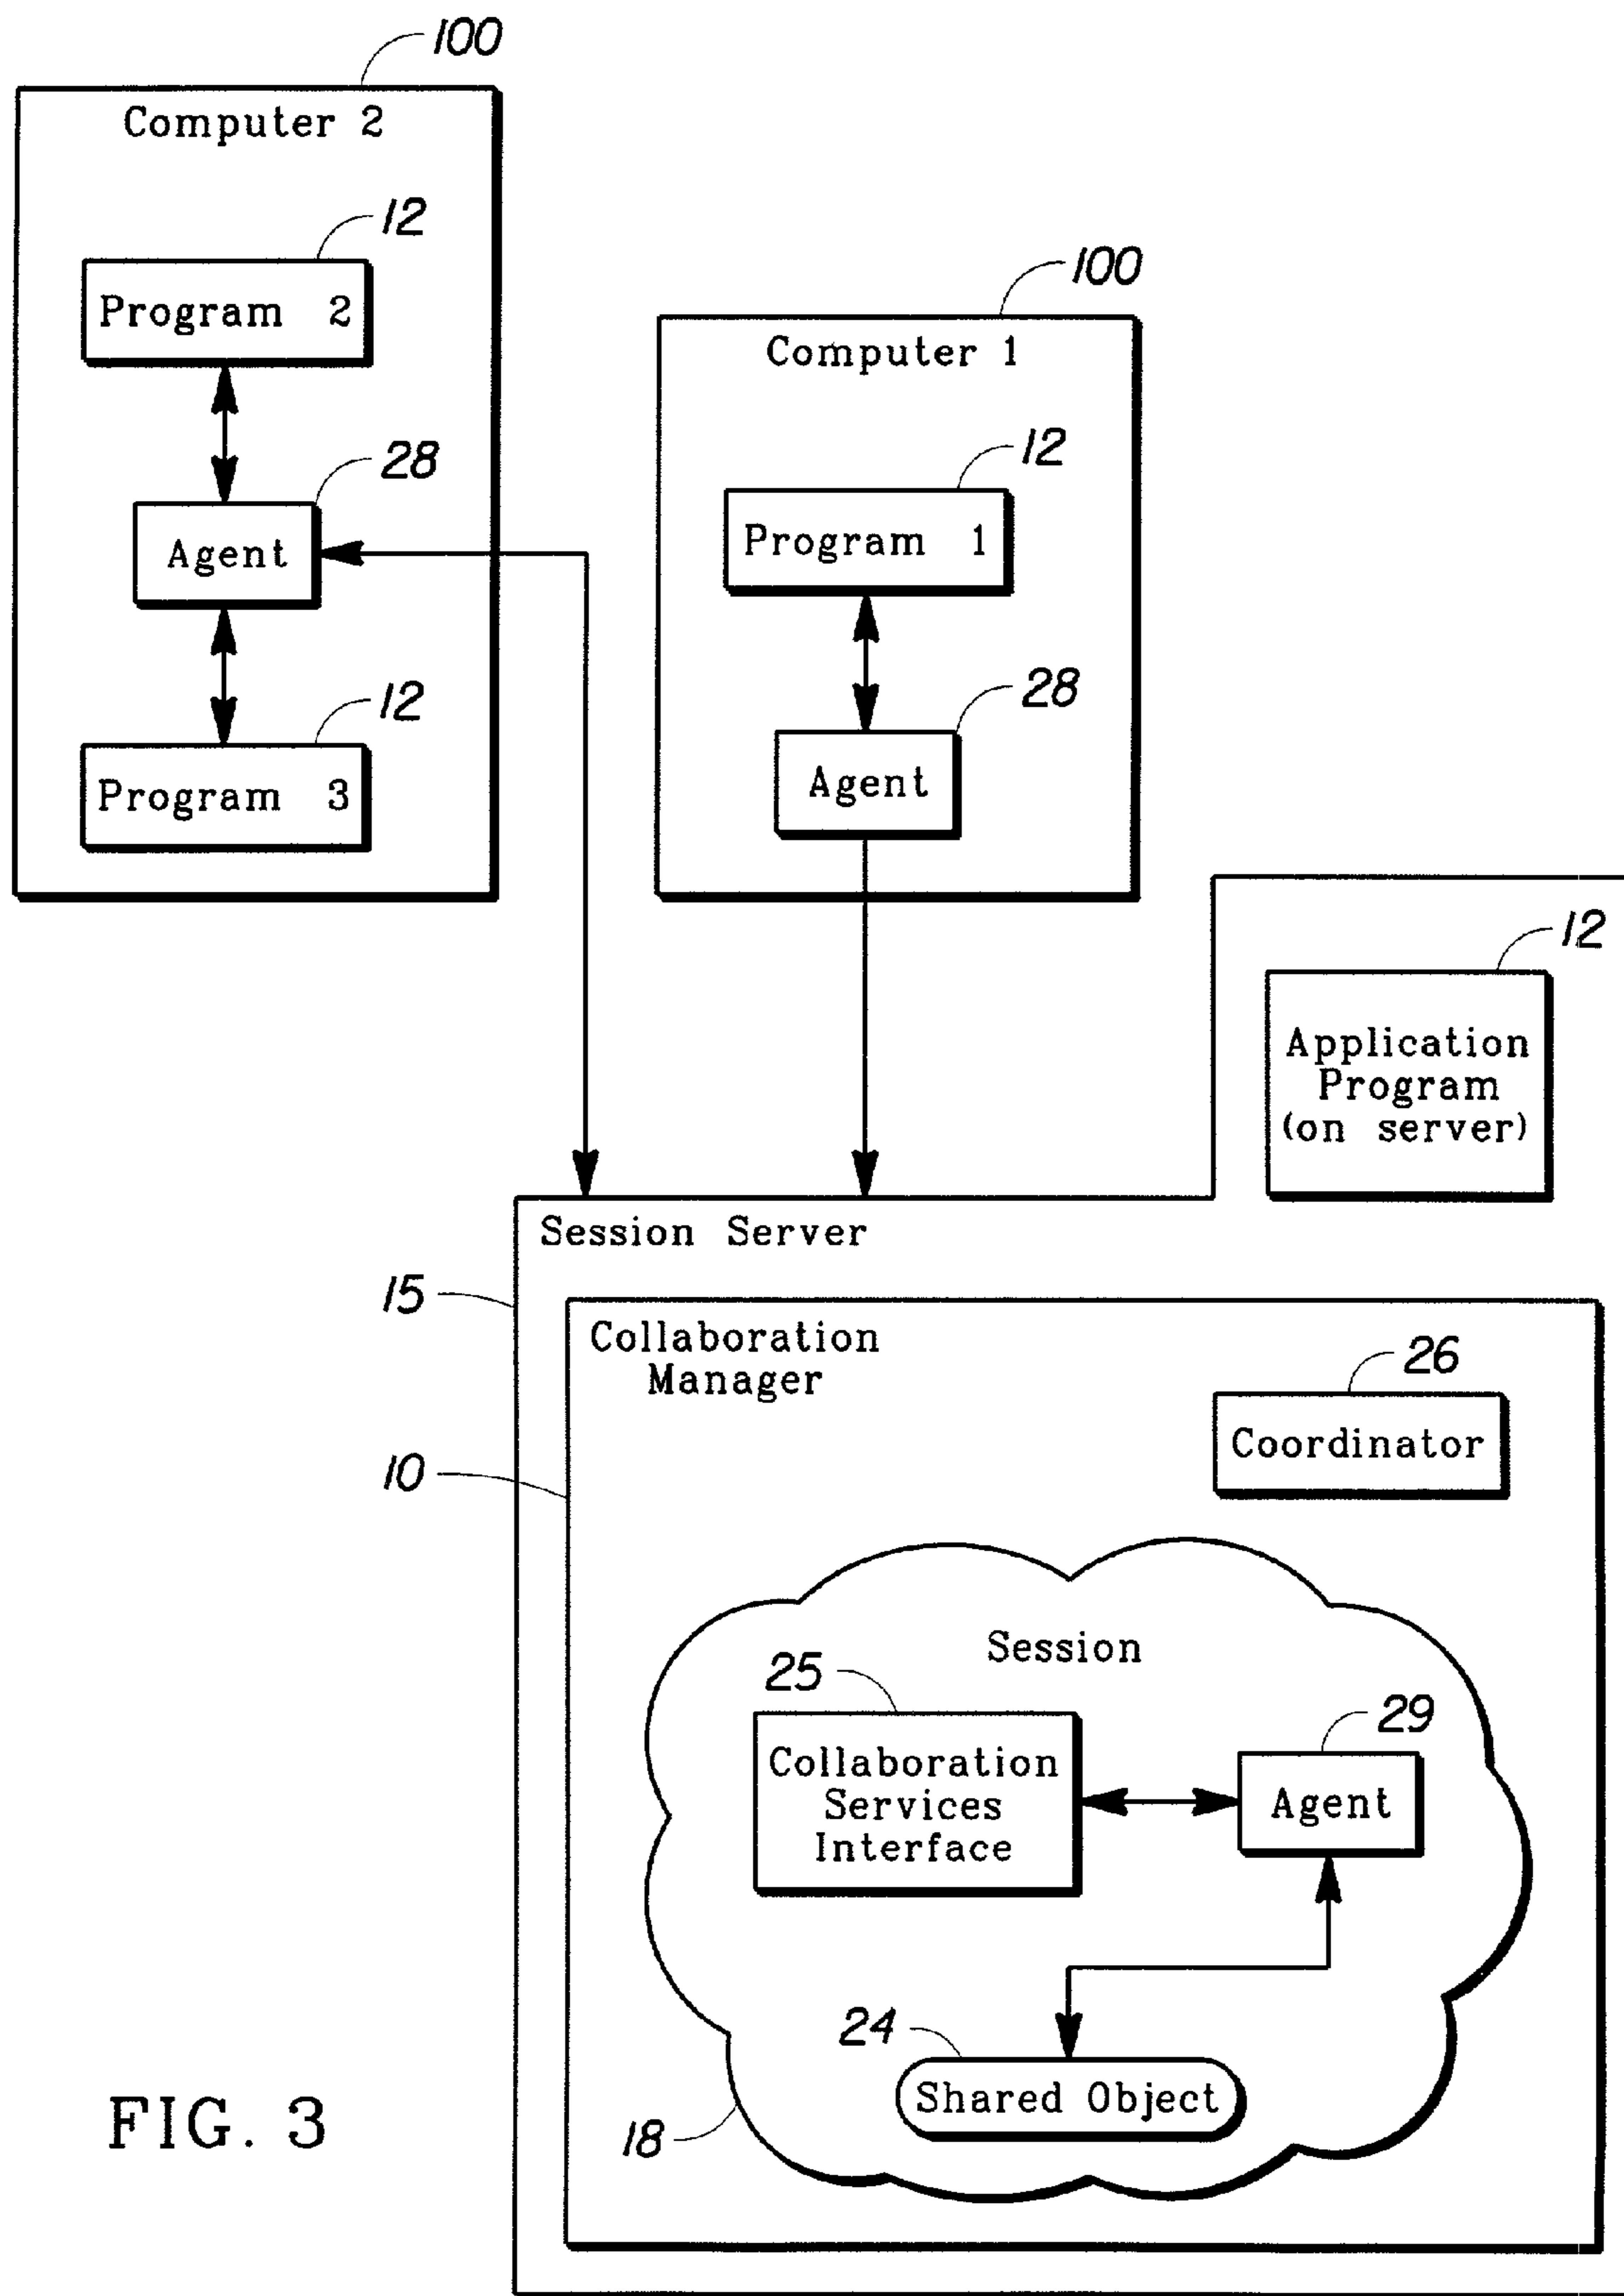 100
Computer 2
12
Program 2
100
Computer 1
28
Agent
12
Program 1
12
Program 3
28
Agent
12
Application
Program
(on server)
Session Server
15
Collaboration
Manager
26
Coordinator
10
Session
25
Collaboration
Services
Interface
29
Agent
24
Shared Object
18
FIG. 3